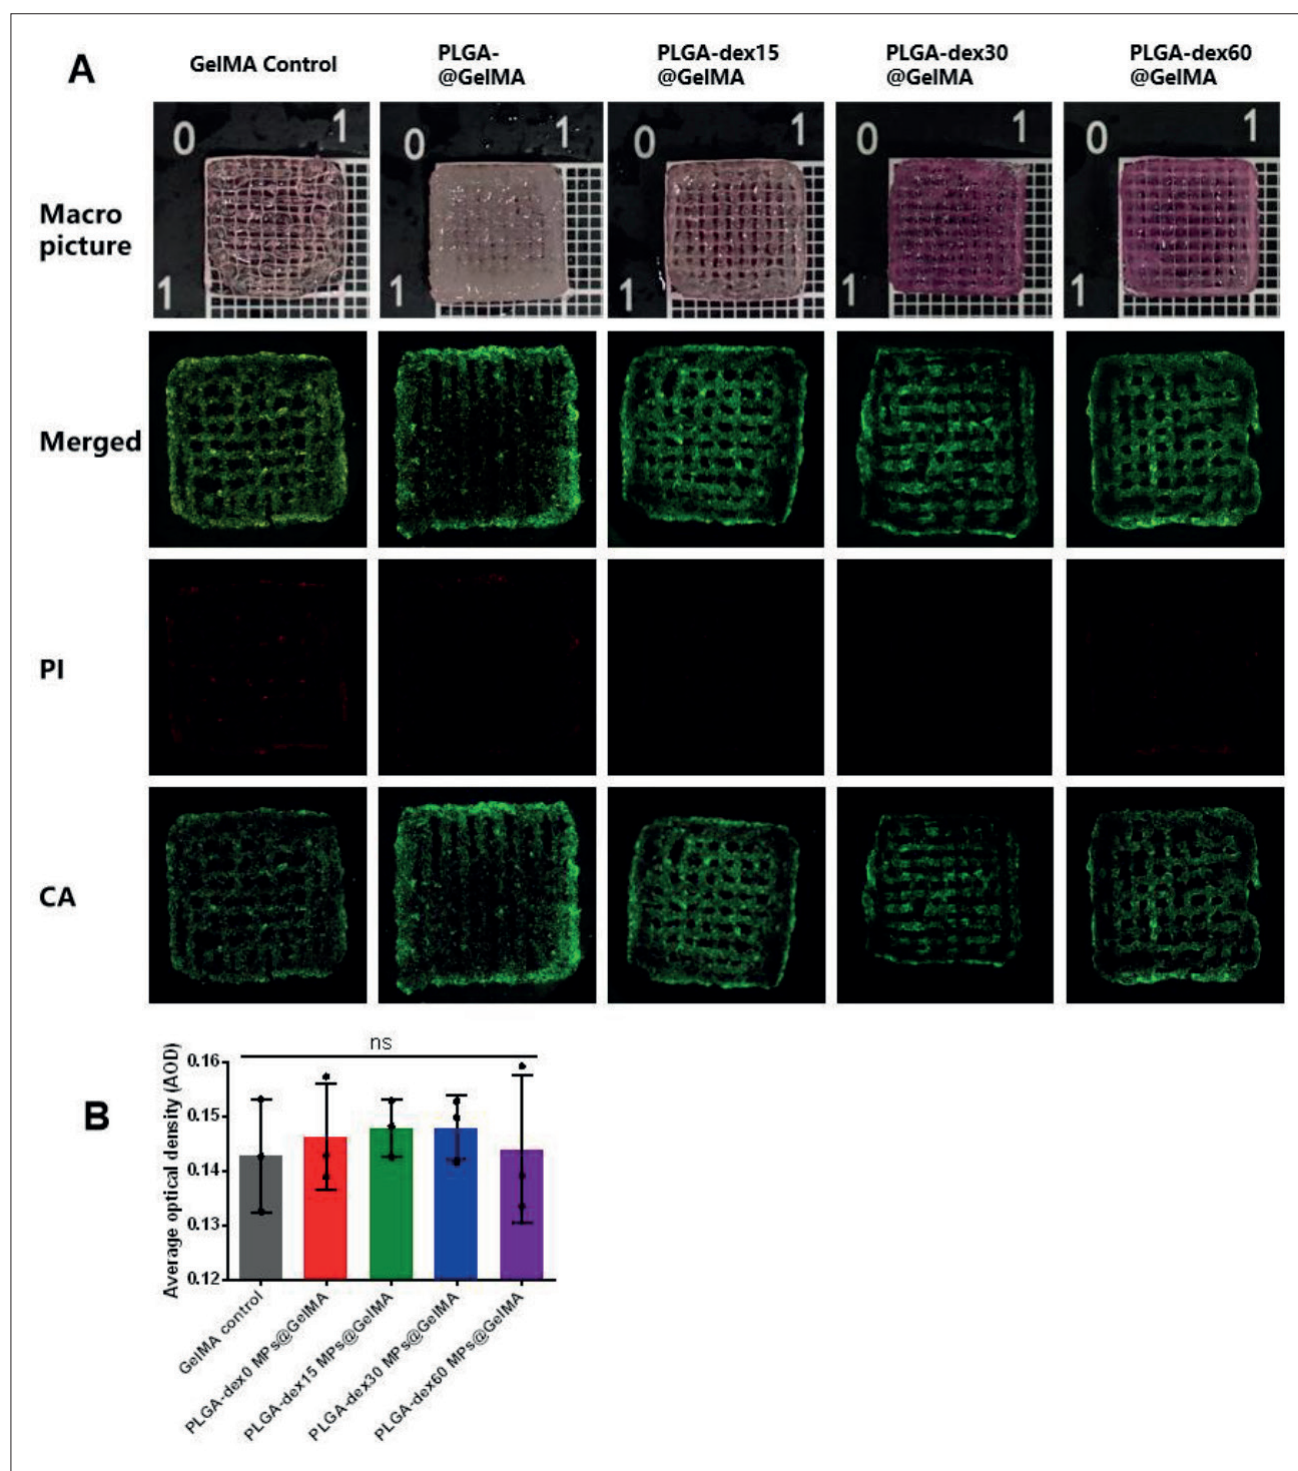 A
GelMA Control
PLGA-
@GelMA
PLGA-dex15
@GelMA
PLGA-dex30
@GelMA
PLGA-dex60
@GelMA
Macro
picture
0 1
1
0 1
1
0 1
1
0 1
1
0 1
1
Merged
PI
CA
B
Average optical density (AOD)
ns
0.16
0.15
0.14
0.13
0.12
GelMA control
PLGA-dex0 MPs@GelMA
PLGA-dex15 MPs@GelMA
PLGA-dex30 MPs@GelMA
PLGA-dex60 MPs@GelMA